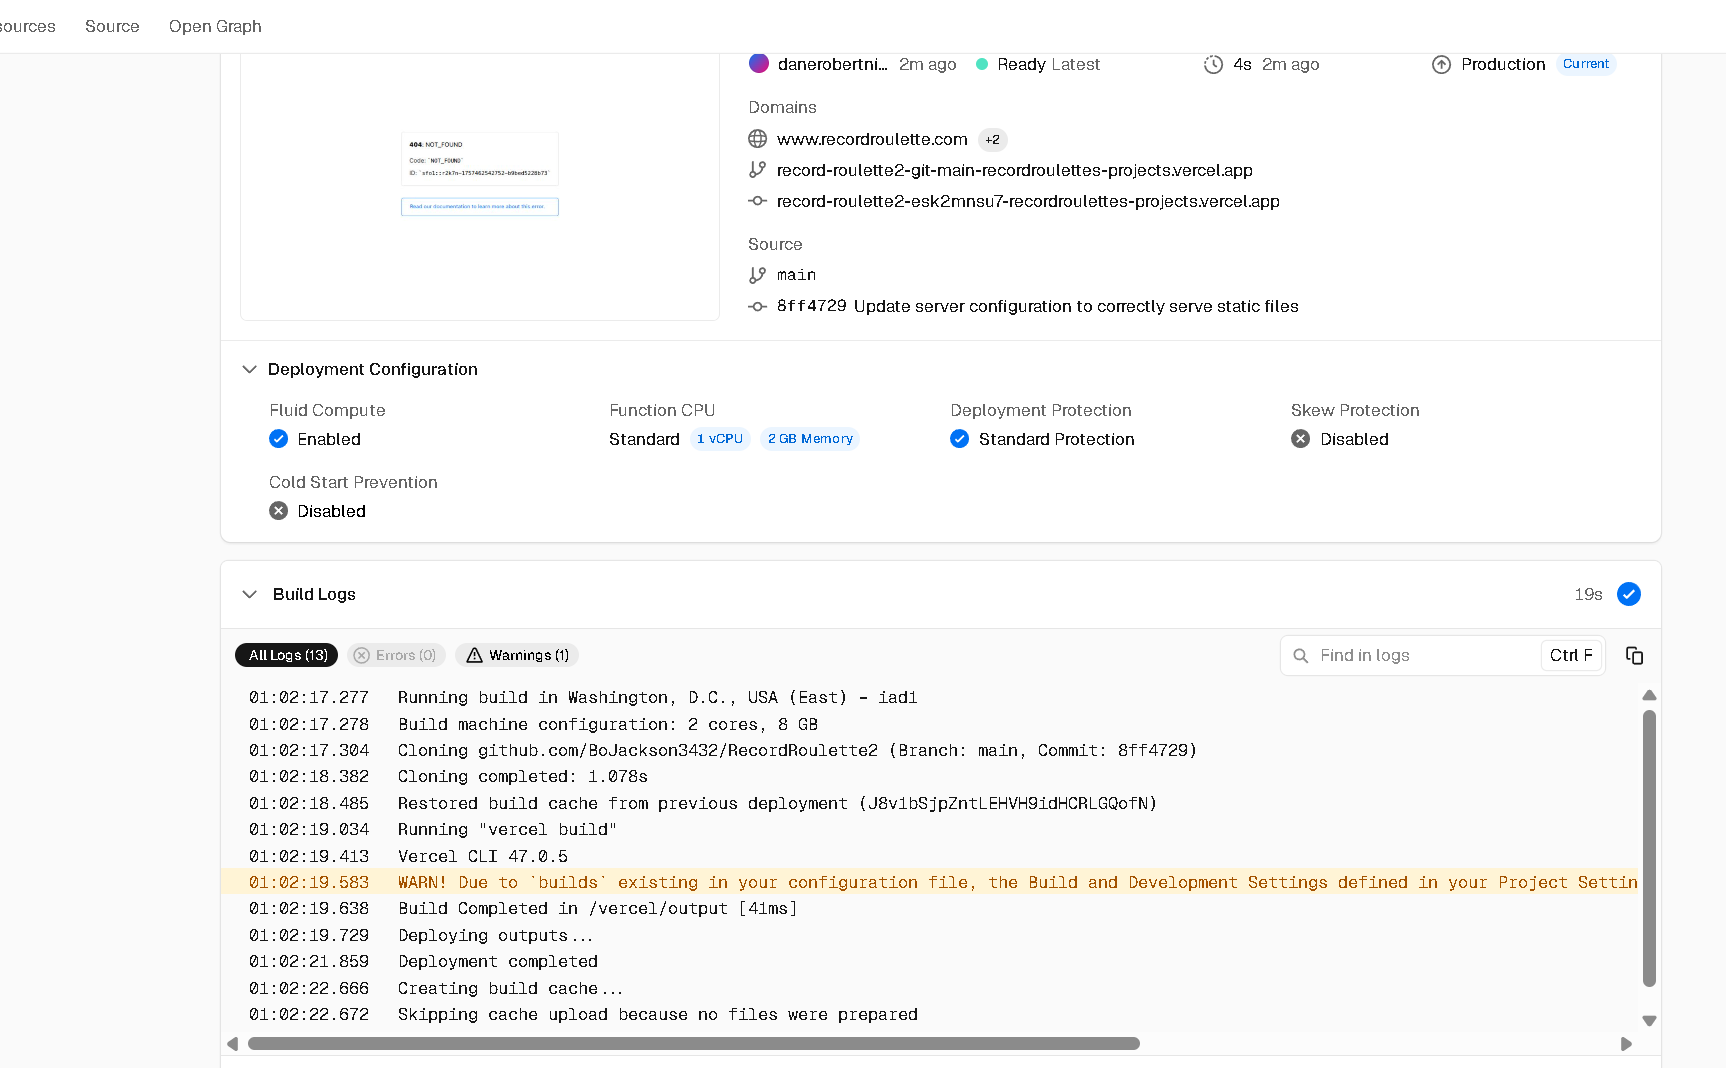 sources Source Open Graph
danerobertni... 2m ago Ready Latest 4s 2m ago Production Current
404: NOT_FOUND
Code: `NOT_FOUND`
ID: `sfo1::r2k7n-1757462542752-b9bed5228b73`
Read our documentation to learn more about this error.
Domains
www.recordroulette.com +2
record-roulette2-git-main-recordroulettes-projects.vercel.app
record-roulette2-esk2mnsu7-recordroulettes-projects.vercel.app
Source
main
8ff4729 Update server configuration to correctly serve static files
Deployment Configuration
Fluid Compute Function CPU Deployment Protection Skew Protection
Enabled Standard 1 vCPU 2 GB Memory Standard Protection Disabled
Cold Start Prevention
Disabled
Build Logs 19s
All Logs (13) Errors (0) Warnings (1) Find in logs Ctrl F
01:02:17.277 Running build in Washington, D.C., USA (East) – iad1
01:02:17.278 Build machine configuration: 2 cores, 8 GB
01:02:17.304 Cloning github.com/BoJackson3432/RecordRoulette2 (Branch: main, Commit: 8ff4729)
01:02:18.382 Cloning completed: 1.078s
01:02:18.485 Restored build cache from previous deployment (J8vibSjpZntLEHVH9idHCRLGQofN)
01:02:19.034 Running "vercel build"
01:02:19.413 Vercel CLI 47.0.5
01:02:19.583 WARN! Due to `builds` existing in your configuration file, the Build and Development Settings defined in your Project Settin
01:02:19.638 Build Completed in /vercel/output [41ms]
01:02:19.729 Deploying outputs...
01:02:21.859 Deployment completed
01:02:22.666 Creating build cache...
01:02:22.672 Skipping cache upload because no files were prepared